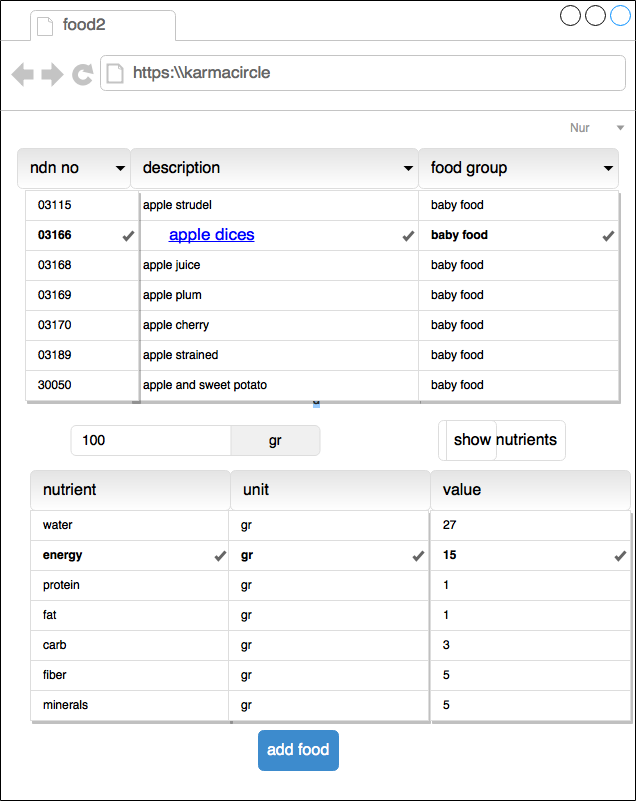 food2
https:\\karmacircle
Nur
ndn no description food group
03115 apple strudel baby food
03166 apple dices baby food
03168 apple juice baby food
03169 apple plum baby food
03170 apple cherry baby food
03189 apple strained baby food
30050 apple and sweet potato baby food
100 gr show nutrients
nutrient unit value
water gr 27
energy gr 15
protein gr 1
fat gr 1
carb gr 3
fiber gr 5
minerals gr 5
add food